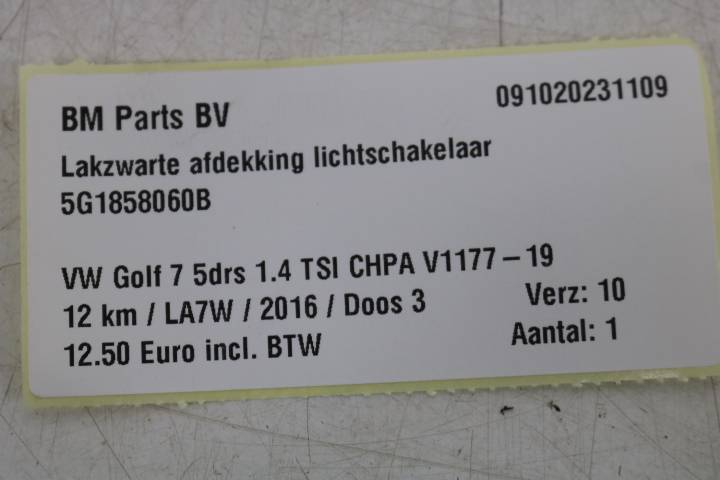 BM Parts BV 091020231109
Lakzwarte afdekking lichtschakelaar
5G1858060B
VW Golf 7 5drs 1.4 TSI CHPA V1177-19
12 km / LA7W / 2016 / Doos 3 Verz: 10
12.50 Euro incl. BTW Aantal: 1